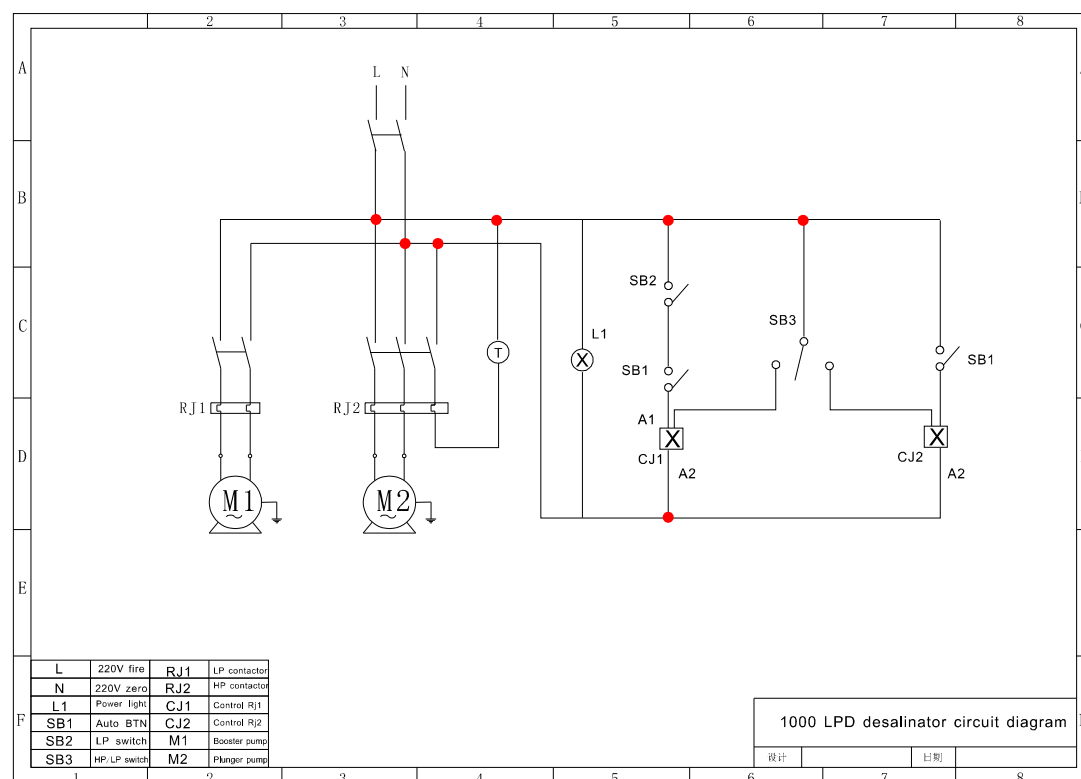 2 3 4 5 6 7 8
A
L N
B
SB2
C
SB3
L1
T
SB1
SB1
RJ1
RJ2
A1
D
CJ1
CJ2
A2
A2
M1
M2
E
L 220V fire RJ1 LP contactor
N 220V zero RJ2 HP contactor
L1 Power light CJ1 Control Rj1
SB1 Auto BTN CJ2 Control Rj2
F
SB2 LP switch M1 Booster pump
SB3 HP/LP switch M2 Plunger pump
1000 LPD desalinator circuit diagram
设计 日期
1 2 3 4 5 6 7 8